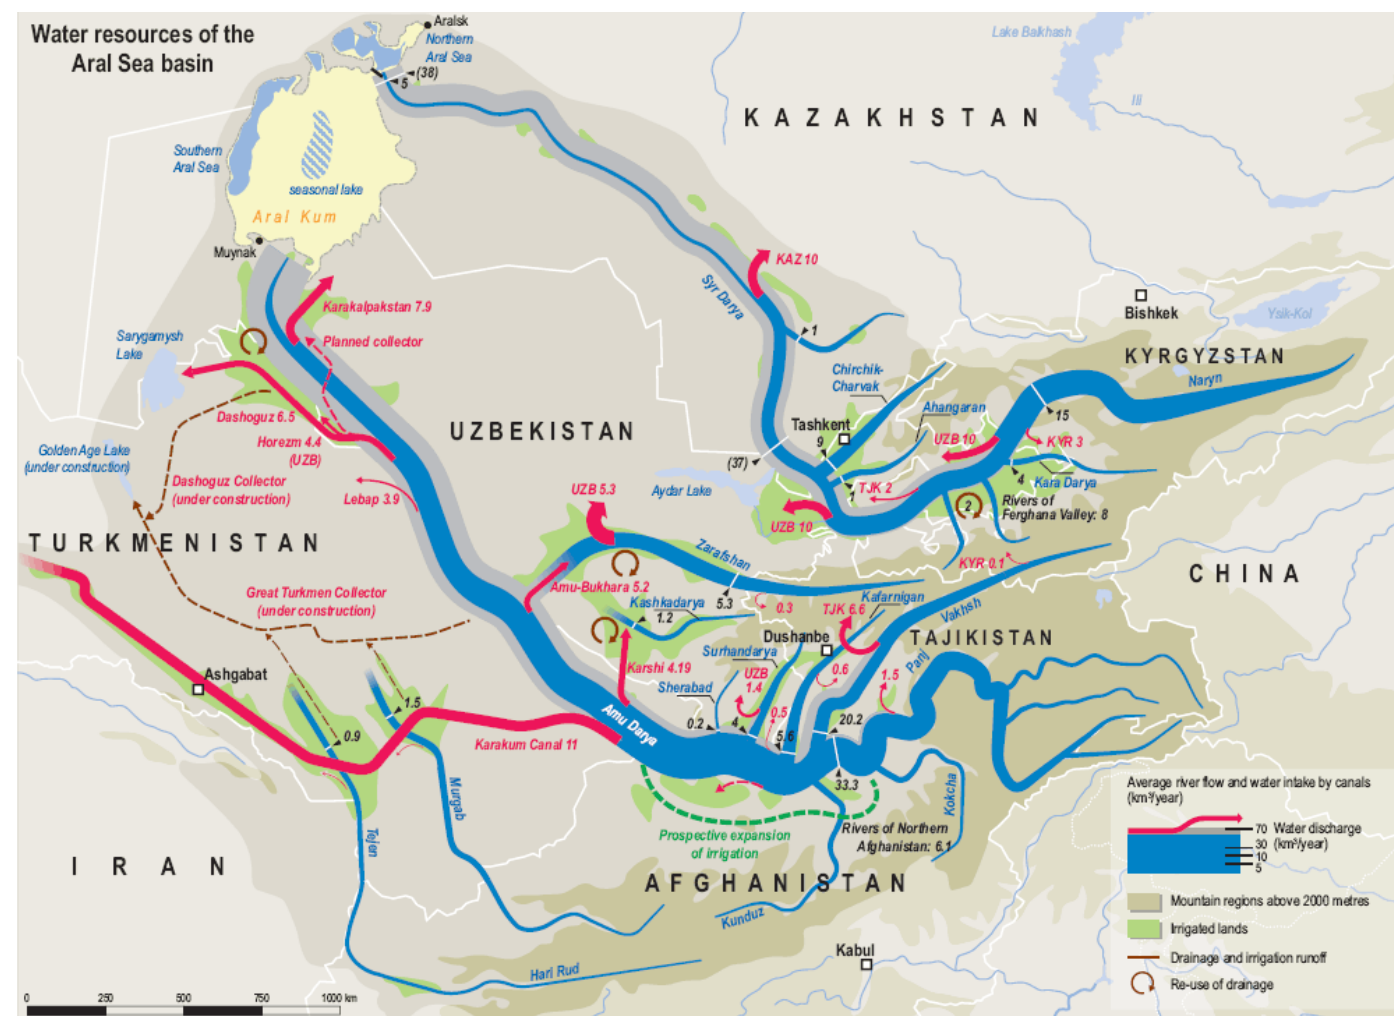 Water resources of the
Aral Sea basin
Aralsk
Northern
Aral Sea
(38)
5
Lake Balkhash
Ili
KAZAKHSTAN
Southern
Aral Sea
seasonal lake
Aral Kum
Muynak
KAZ 10
Syr Darya
Karakalpakstan 7.9
Planned collector
Sarygamysh
Lake
1
Bishkek
Ysik-Kol
KYRGYZSTAN
Naryn
Chirchik-
Charvak
Ahangaran
15
Tashkent
9
UZB 10
KYR 3
Dashoguz 6.5
Horezm 4.4
(UZB)
UZBEKISTAN
Golden Age Lake
(under construction)
(37)
4
Kara Darya
Dashoguz Collector
(under construction)
Lebap 3.9
UZB 5.3
Aydar Lake
1
TJK 2
2
Rivers of
Ferghana Valley: 8
UZB 10
TURKMENISTAN
Zarafshan
KYR 0.1
CHINA
Great Turkmen Collector
(under construction)
Amu-Bukhara 5.2
Kashkadarya
1.2
5.3
0.3
TJK 6.6
Kafarnigan
Vakhsh
Dushanbe
TAJIKISTAN
Surhandarya
Panj
Ashgabat
Karshi 4.19
Sherabad
UZB
1.4
0.6
1.5
1.5
0.9
Amu Darya
0.2
4
0.5
5.6
20.2
Karakum Canal 11
33.3
Murgab
Kokcha
Tejen
Prospective expansion
of irrigation
Rivers of Northern
Afghanistan: 6.1
IRAN
AFGHANISTAN
Kunduz
Kabul
Hari Rud
Average river flow and water intake by canals
(km³/year)
70
30
10
5
Water discharge
(km³/year)
Mountain regions above 2000 metres
Irrigated lands
Drainage and irrigation runoff
Re-use of drainage
0
250
500
750
1000 km